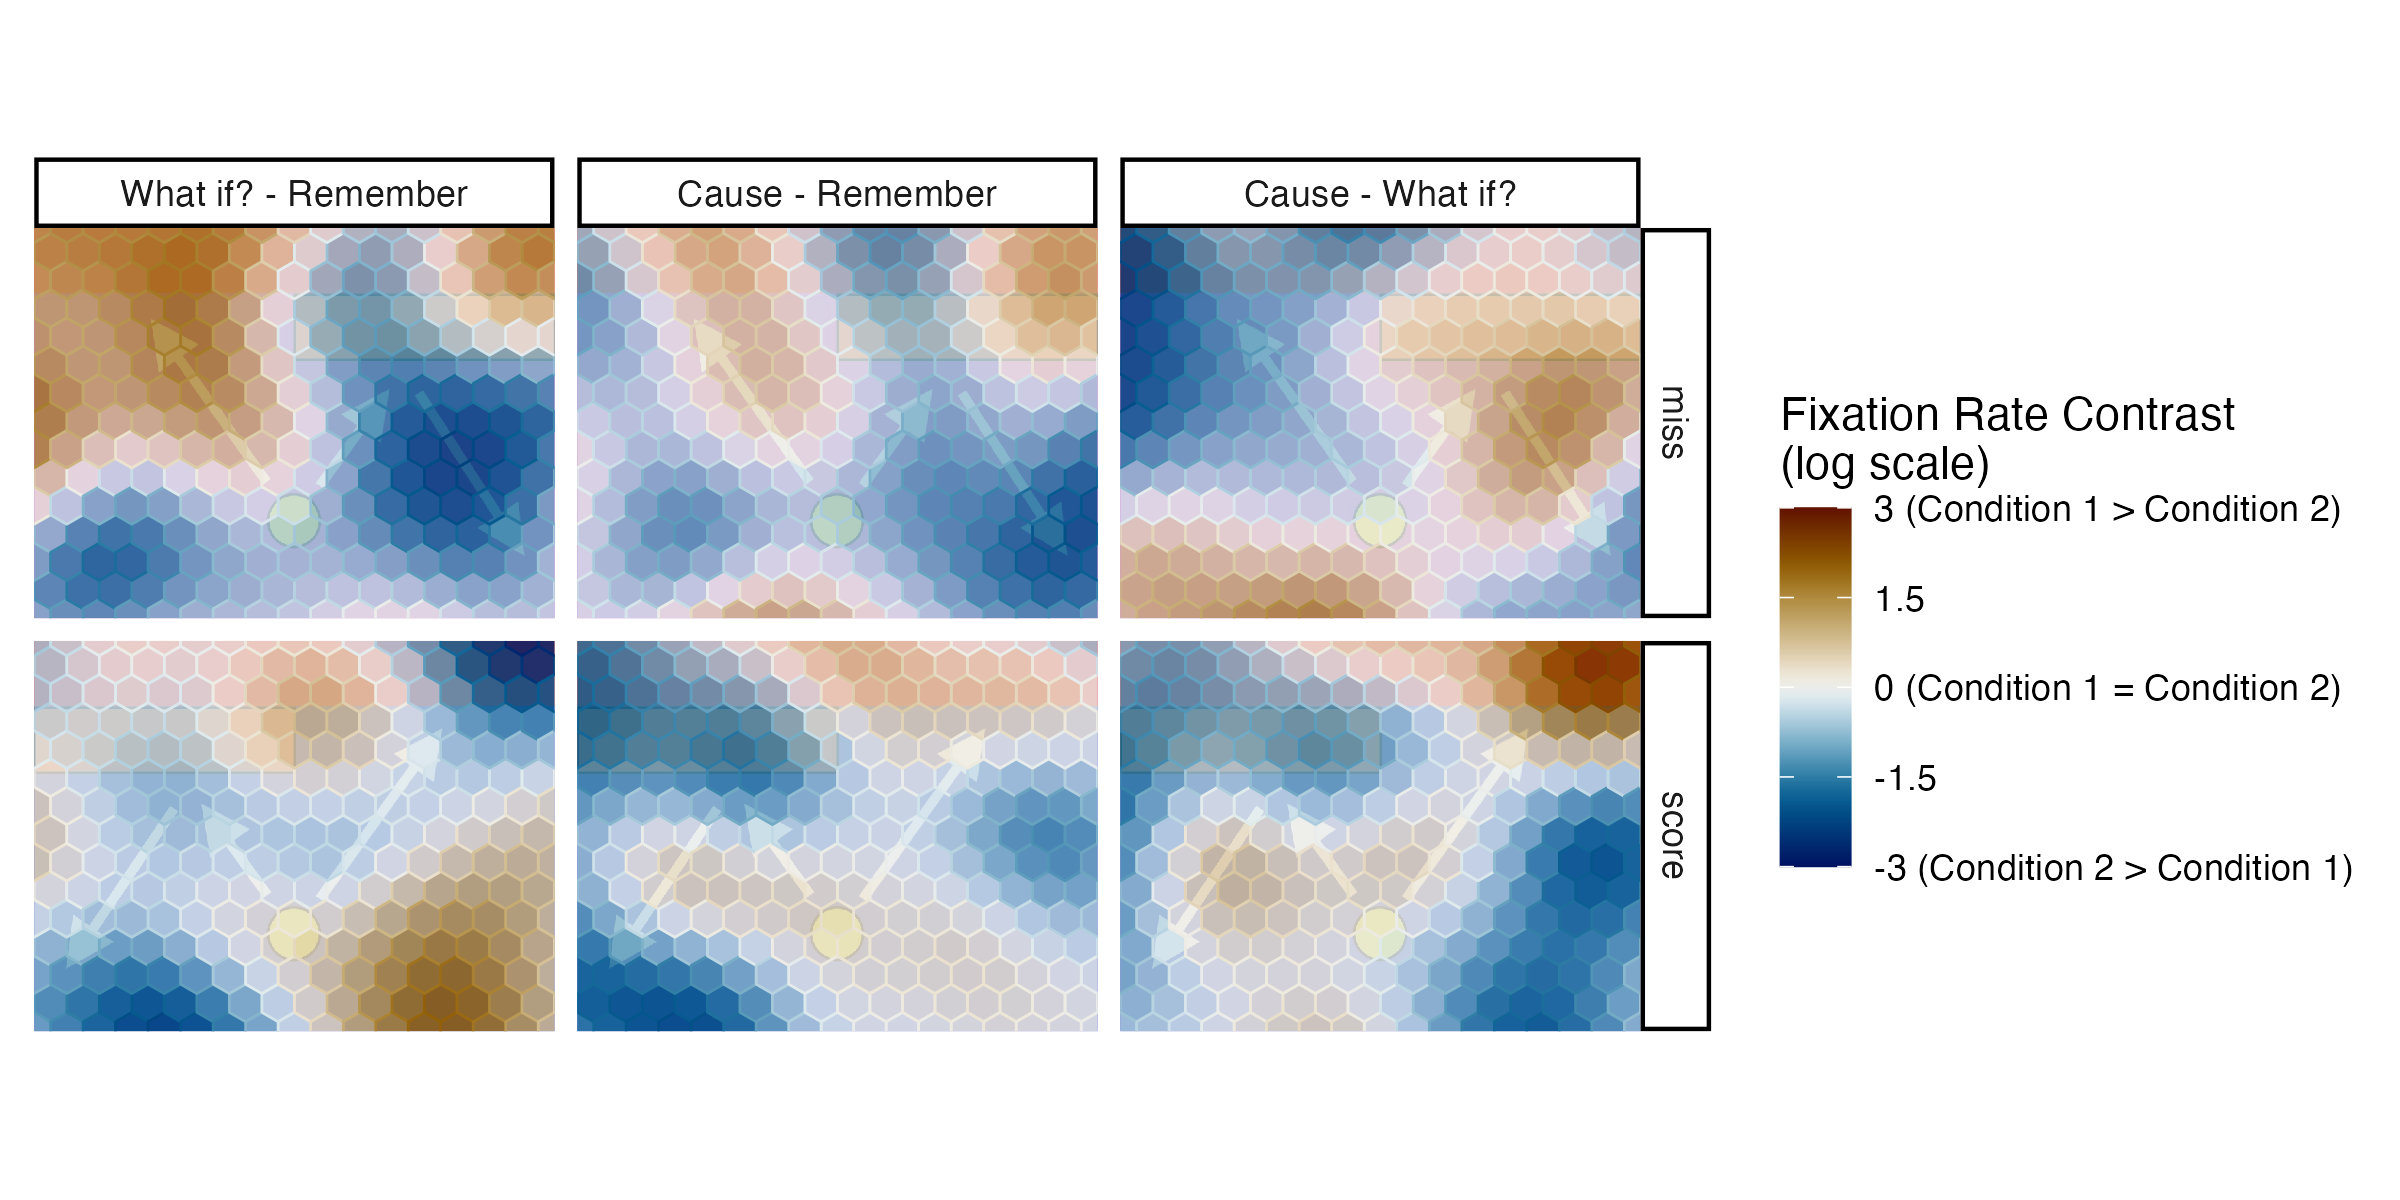 What if? - Remember
Cause - Remember
Cause - What if?
miss
score
Fixation Rate Contrast
(log scale)
3 (Condition 1 > Condition 2)
1.5
0 (Condition 1 = Condition 2)
-1.5
-3 (Condition 2 > Condition 1)